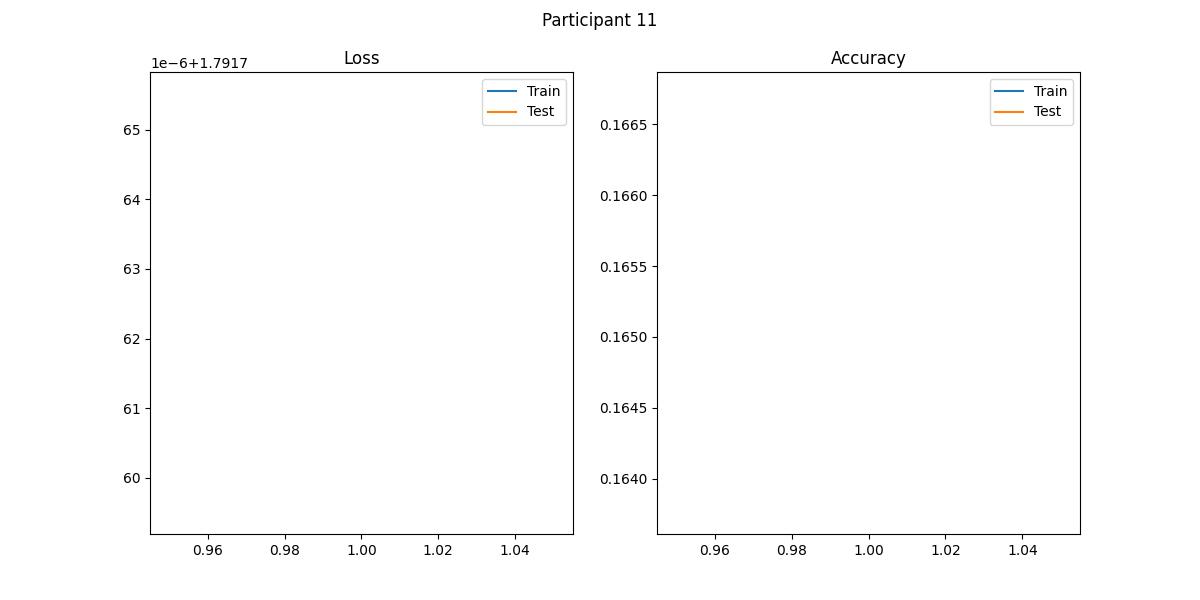 Participant 11
Loss
1e−6+1.7917
Train
Test
65
64
63
62
61
60
0.96 0.98 1.00 1.02 1.04
Accuracy
Train
Test
0.1665
0.1660
0.1655
0.1650
0.1645
0.1640
0.96 0.98 1.00 1.02 1.04